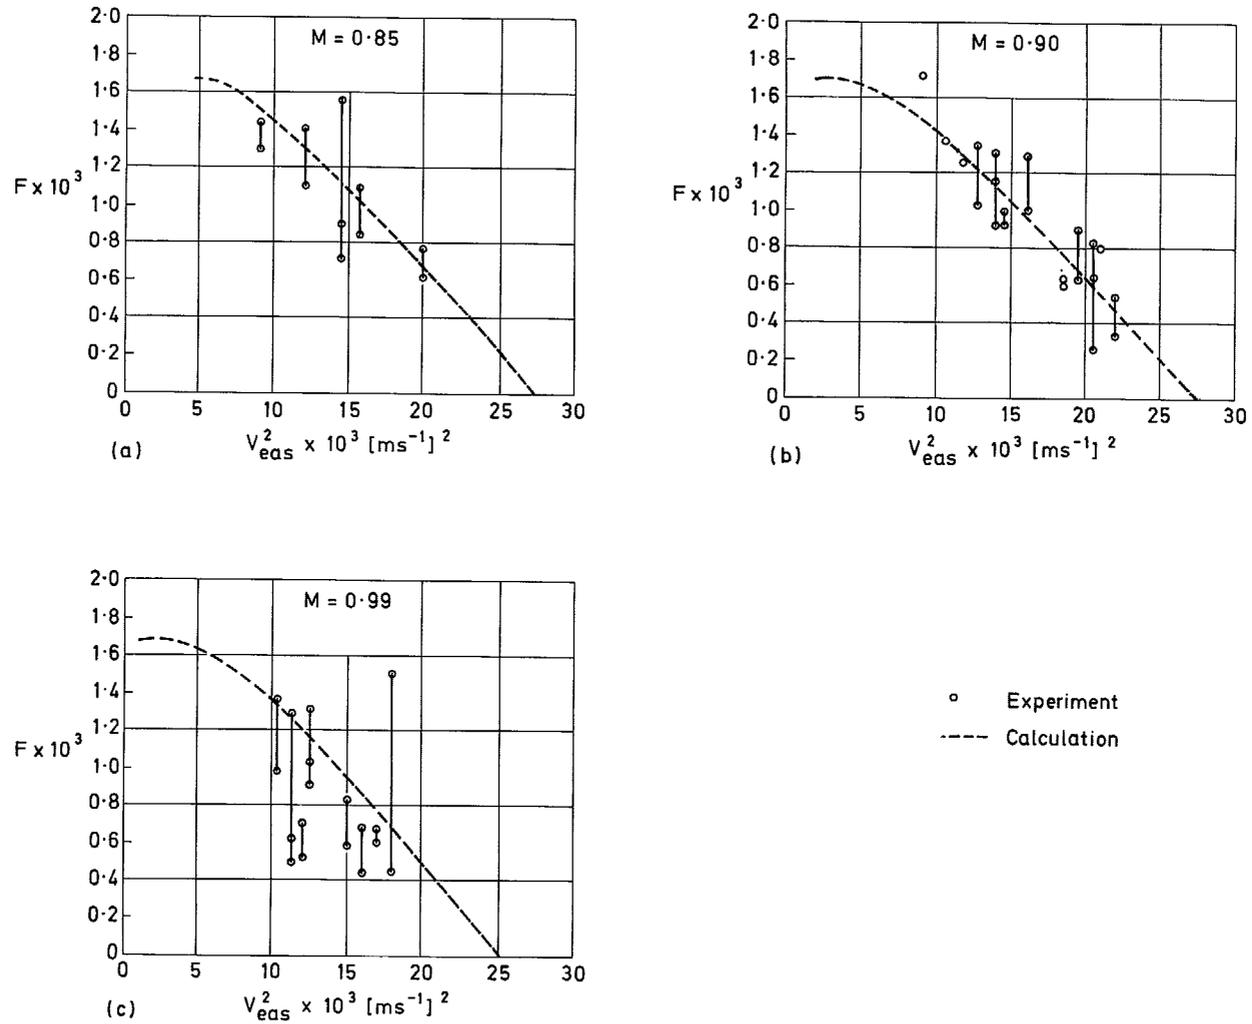 M = 0·85
2·0
1·8
1·6
1·4
1·2
1·0
0·8
0·6
0·4
0·2
0
F x 10³
0 5 10 15 20 25 30
V²eas x 10³ [ms⁻¹]²
(a)
M = 0·90
2·0
1·8
1·6
1·4
1·2
1·0
0·8
0·6
0·4
0·2
0
F x 10³
0 5 10 15 20 25 30
V²eas x 10³ [ms⁻¹]²
(b)
M = 0·99
2·0
1·8
1·6
1·4
1·2
1·0
0·8
0·6
0·4
0·2
0
F x 10³
0 5 10 15 20 25 30
V²eas x 10³ [ms⁻¹]²
(c)
Experiment
Calculation